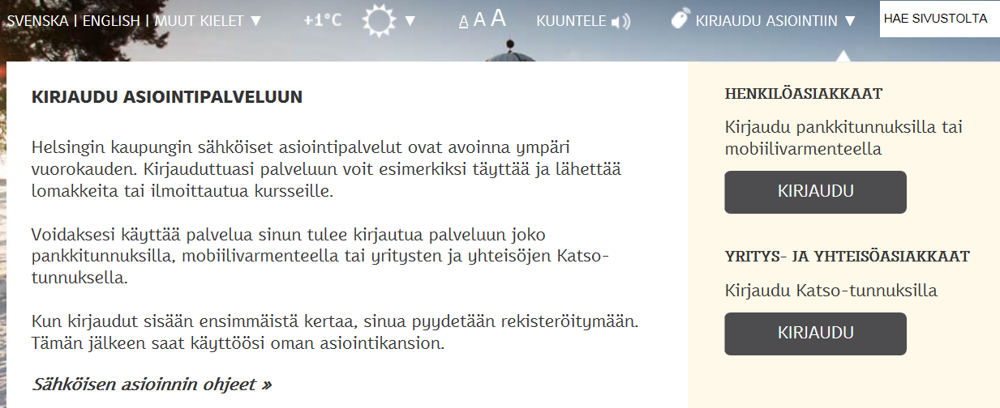 SVENSKA | ENGLISH | MUUT KIELET ▼ +1°C ▼ A A A KUUNTELE KIRJAUDU ASIOINTIIN ▼ HAE SIVUSTOLTA
KIRJAUDU ASIOINTIPALVELUUN
Helsingin kaupungin sähköiset asiointipalvelut ovat avoinna ympäri
vuorokauden. Kirjauduttuasi palveluun voit esimerkiksi täyttää ja lähettää
lomakkeita tai ilmoittautua kursseille.
Voidaksesi käyttää palvelua sinun tulee kirjautua palveluun joko
pankkitunnuksilla, mobiilivarmenteella tai yritysten ja yhteisöjen Katso-
tunnuksella.
Kun kirjaudut sisään ensimmäistä kertaa, sinua pyydetään rekisteröitymään.
Tämän jälkeen saat käyttöösi oman asiointikansion.
Sähköisen asioinnin ohjeet »
HENKILÖASIAKKAAT
Kirjaudu pankkitunnuksilla tai
mobiilivarmenteella
KIRJAUDU
YRITYS- JA YHTEISÖASIAKKAAT
Kirjaudu Katso-tunnuksilla
KIRJAUDU